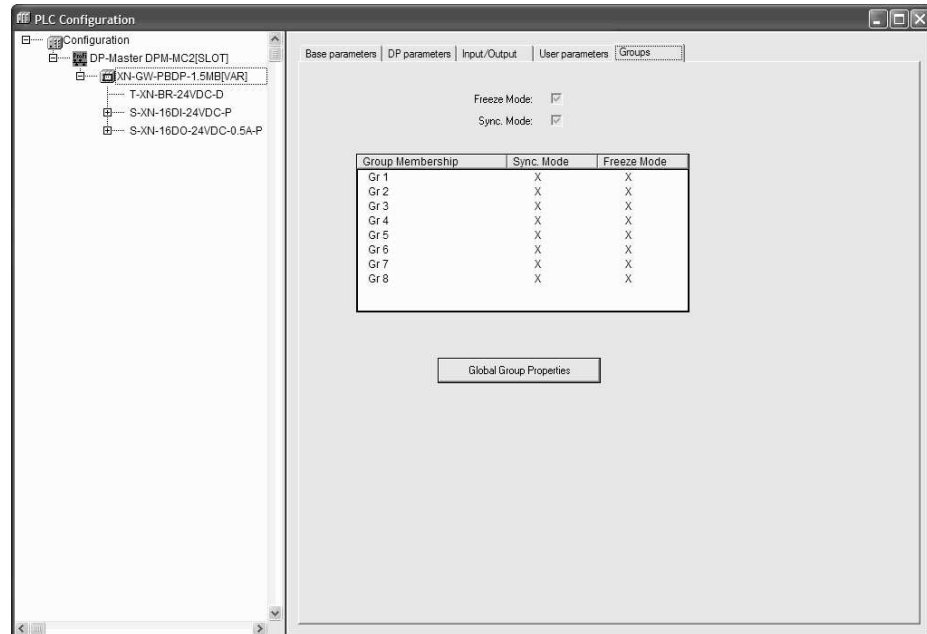 PLC Configuration
Configuration
DP-Master DPM-MC2[SLOT]
XN-GW-PBDP-1.5MB[VAR]
T-XN-BR-24VDC-D
S-XN-16DI-24VDC-P
S-XN-16DO-24VDC-0.5A-P
Base parameters DP parameters Input/Output User parameters Groups
Freeze Mode:
Sync. Mode:
Group Membership Sync. Mode Freeze Mode
Gr 1 X X
Gr 2 X X
Gr 3 X X
Gr 4 X X
Gr 5 X X
Gr 6 X X
Gr 7 X X
Gr 8 X X
Global Group Properties